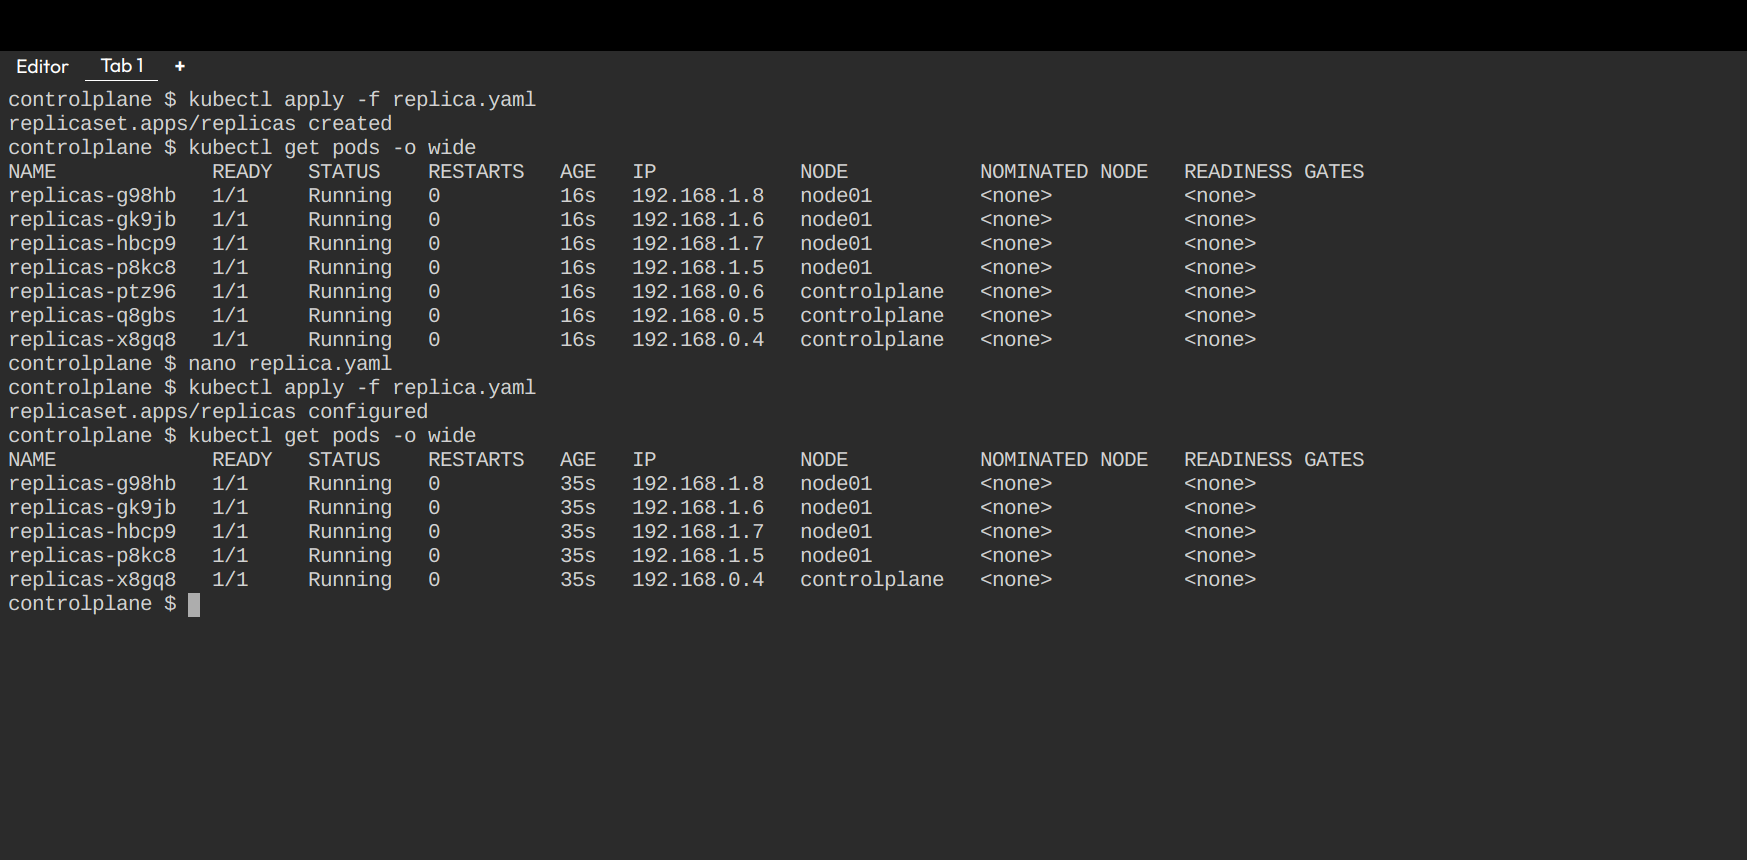 Editor Tab 1 +
controlplane $ kubectl apply -f replica.yaml
replicaset.apps/replicas created
controlplane $ kubectl get pods -o wide
NAME READY STATUS RESTARTS AGE IP NODE NOMINATED NODE READINESS GATES
replicas-g98hb 1/1 Running 0 16s 192.168.1.8 node01 <none> <none>
replicas-gk9jb 1/1 Running 0 16s 192.168.1.6 node01 <none> <none>
replicas-hbcp9 1/1 Running 0 16s 192.168.1.7 node01 <none> <none>
replicas-p8kc8 1/1 Running 0 16s 192.168.1.5 node01 <none> <none>
replicas-ptz96 1/1 Running 0 16s 192.168.0.6 controlplane <none> <none>
replicas-q8gbs 1/1 Running 0 16s 192.168.0.5 controlplane <none> <none>
replicas-x8gq8 1/1 Running 0 16s 192.168.0.4 controlplane <none> <none>
controlplane $ nano replica.yaml
controlplane $ kubectl apply -f replica.yaml
replicaset.apps/replicas configured
controlplane $ kubectl get pods -o wide
NAME READY STATUS RESTARTS AGE IP NODE NOMINATED NODE READINESS GATES
replicas-g98hb 1/1 Running 0 35s 192.168.1.8 node01 <none> <none>
replicas-gk9jb 1/1 Running 0 35s 192.168.1.6 node01 <none> <none>
replicas-hbcp9 1/1 Running 0 35s 192.168.1.7 node01 <none> <none>
replicas-p8kc8 1/1 Running 0 35s 192.168.1.5 node01 <none> <none>
replicas-x8gq8 1/1 Running 0 35s 192.168.0.4 controlplane <none> <none>
controlplane $